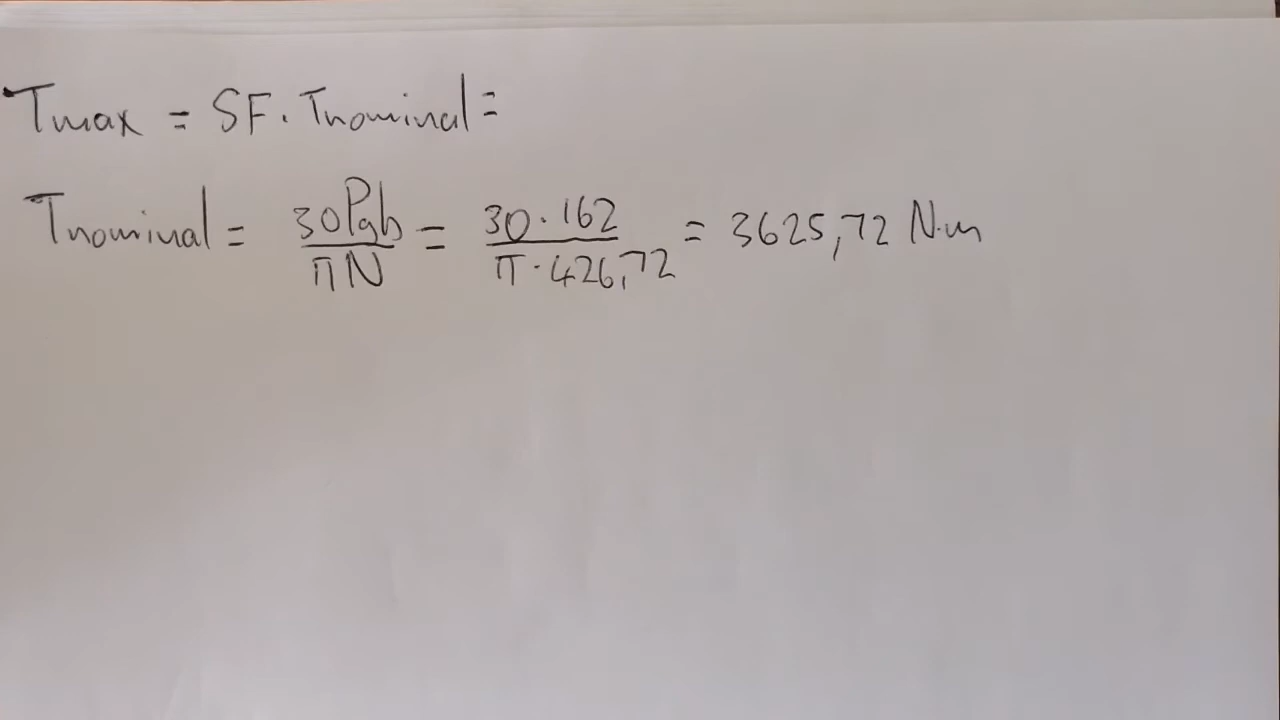 Tmax = SF. Tnominal =
Tnominal = 30Pgb/πN = 30·162/π·426,72 = 3625,72 N·m